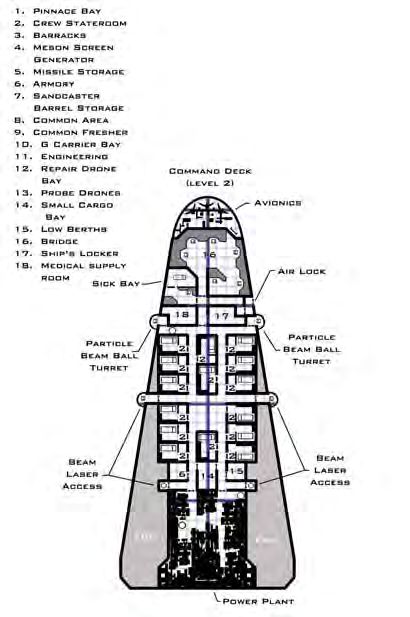 1. Pinnace Bay
2. Crew Stateroom
3. Barracks
4. Meson Screen
Generator
5. Missile Storage
6. Armory
7. Sandcaster
Barrel Storage
8. Common Area
9. Common Fresher
10. G Carrier Bay
11. Engineering
12. Repair Drone
Bay
13. Probe Drones
14. Small Cargo
Bay
15. Low Berths
16. Bridge
17. Ship's Locker
18. Medical supply
room
Command Deck
(level 2)
Avionics
16
Air Lock
Sick Bay
18
17
Particle
Beam Ball
Turret
Particle
Beam Ball
Turret
2 2
2 2 2
2 2 2
2 2
2 2 2
2 2
6 14 15
Beam
Laser
Access
Beam
Laser
Access
Power Plant